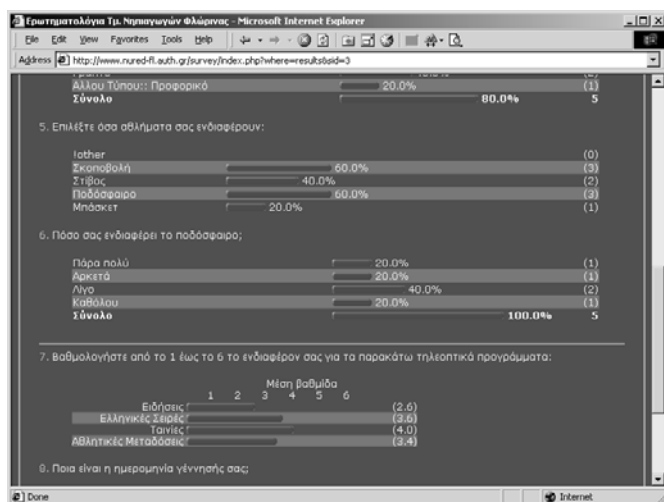 Ερωτηματολόγια Τμ. Νηπιαγωγών Φλώρινας - Microsoft Internet Explorer
File Edit View Favorites Tools Help
Address http://www.nured-fl.auth.gr/survey/index.php?where=results&sid=3
Άλλου Τύπου:: Προφορικό 20.0% (1)
Σύνολο 80.0% 5
5. Επιλέξτε όσα αθλήματα σας ενδιαφέρουν:
!other (0)
Σκοποβολή 60.0% (3)
Στίβος 40.0% (2)
Ποδόσφαιρο 60.0% (3)
Μπάσκετ 20.0% (1)
6. Πόσο σας ενδιαφέρει το ποδόσφαιρο;
Πάρα πολύ 20.0% (1)
Αρκετά 20.0% (1)
Λίγο 40.0% (2)
Καθόλου 20.0% (1)
Σύνολο 100.0% 5
7. Βαθμολογήστε από το 1 έως το 6 το ενδιαφέρον σας για τα παρακάτω τηλεοπτικά προγράμματα:
Μέση βαθμίδα
1 2 3 4 5 6
Ειδήσεις (2.6)
Ελληνικές Σειρές (3.6)
Ταινίες (4.0)
Αθλητικές Μεταδόσεις (3.4)
8. Ποια είναι η ημερομηνία γέννησής σας;
Done Internet